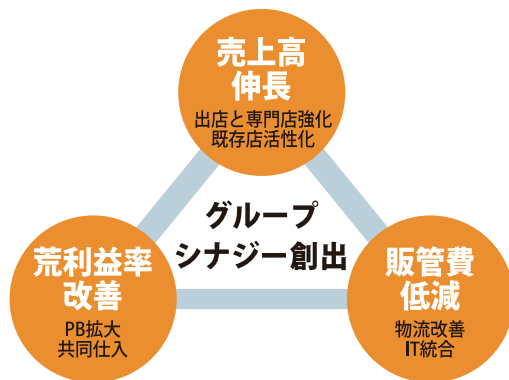 売上高
伸長
出店と専門店強化
既存店活性化
グループ
シナジー創出
荒利益率
改善
PB拡大
共同仕入
販管費
低減
物流改善
IT統合